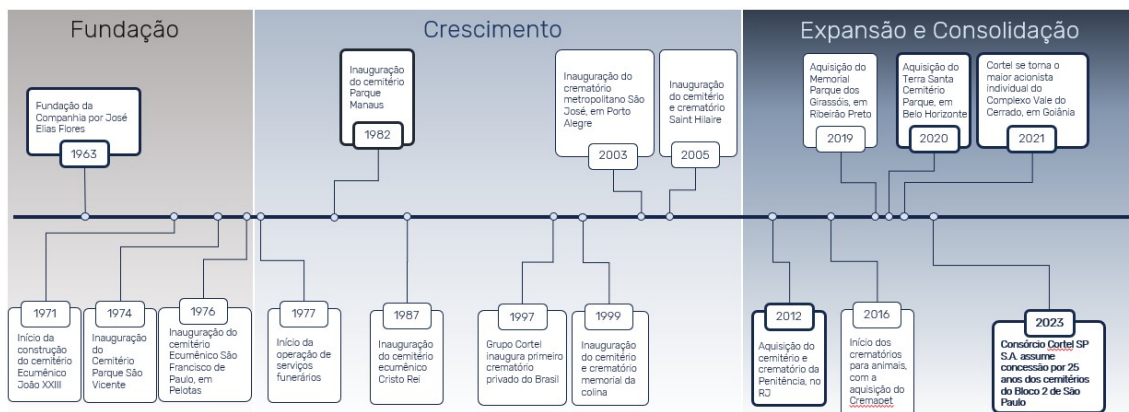 Fundação
Crescimento
Expansão e Consolidação
Fundação da
Companhia por José
Elias Flores
1963
Inauguração
do cemitério
Parque
Manaus
1982
Inauguração do
crematório
metropolitano São
José, em Porto
Alegre
2003
Inauguração
do cemitério
e crematório
Saint Hilaire
2005
Aquisição do
Memorial
Parque dos
Girassóis, em
Ribeirão Preto
2019
Aquisição do
Terra Santa
Cemitério
Parque, em
Belo Horizonte
2020
Cortel se torna o
maior acionista
individual do
Complexo Vale do
Cerrado, em Goiânia
2021
1971
Início da
construção do
do cemitério
Ecumênico
João XXIII
1974
Inauguração
do
Cemitério
Parque São
Vicente
1976
Inauguração do
cemitério
Ecumênico São
Francisco de
Paulo, em
Pelotas
1977
Início da
operação de
serviços
funerários
1987
Inauguração
do cemitério
ecumênico
Cristo Rei
1997
Grupo Cortel
inaugura primeiro
crematório
privado do Brasil
1999
Inauguração
do cemitério e
crematório
memorial da
colina
2012
Aquisição do
cemitério e
crematório da
Penitência, no
RJ
2016
Início dos
crematórios
para animais,
com a
aquisição do
Cremapet
2023
Consórcio Cortel SP
S.A. assume
concessão por 25
anos dos cemitérios
do Bloco 2 de São
Paulo